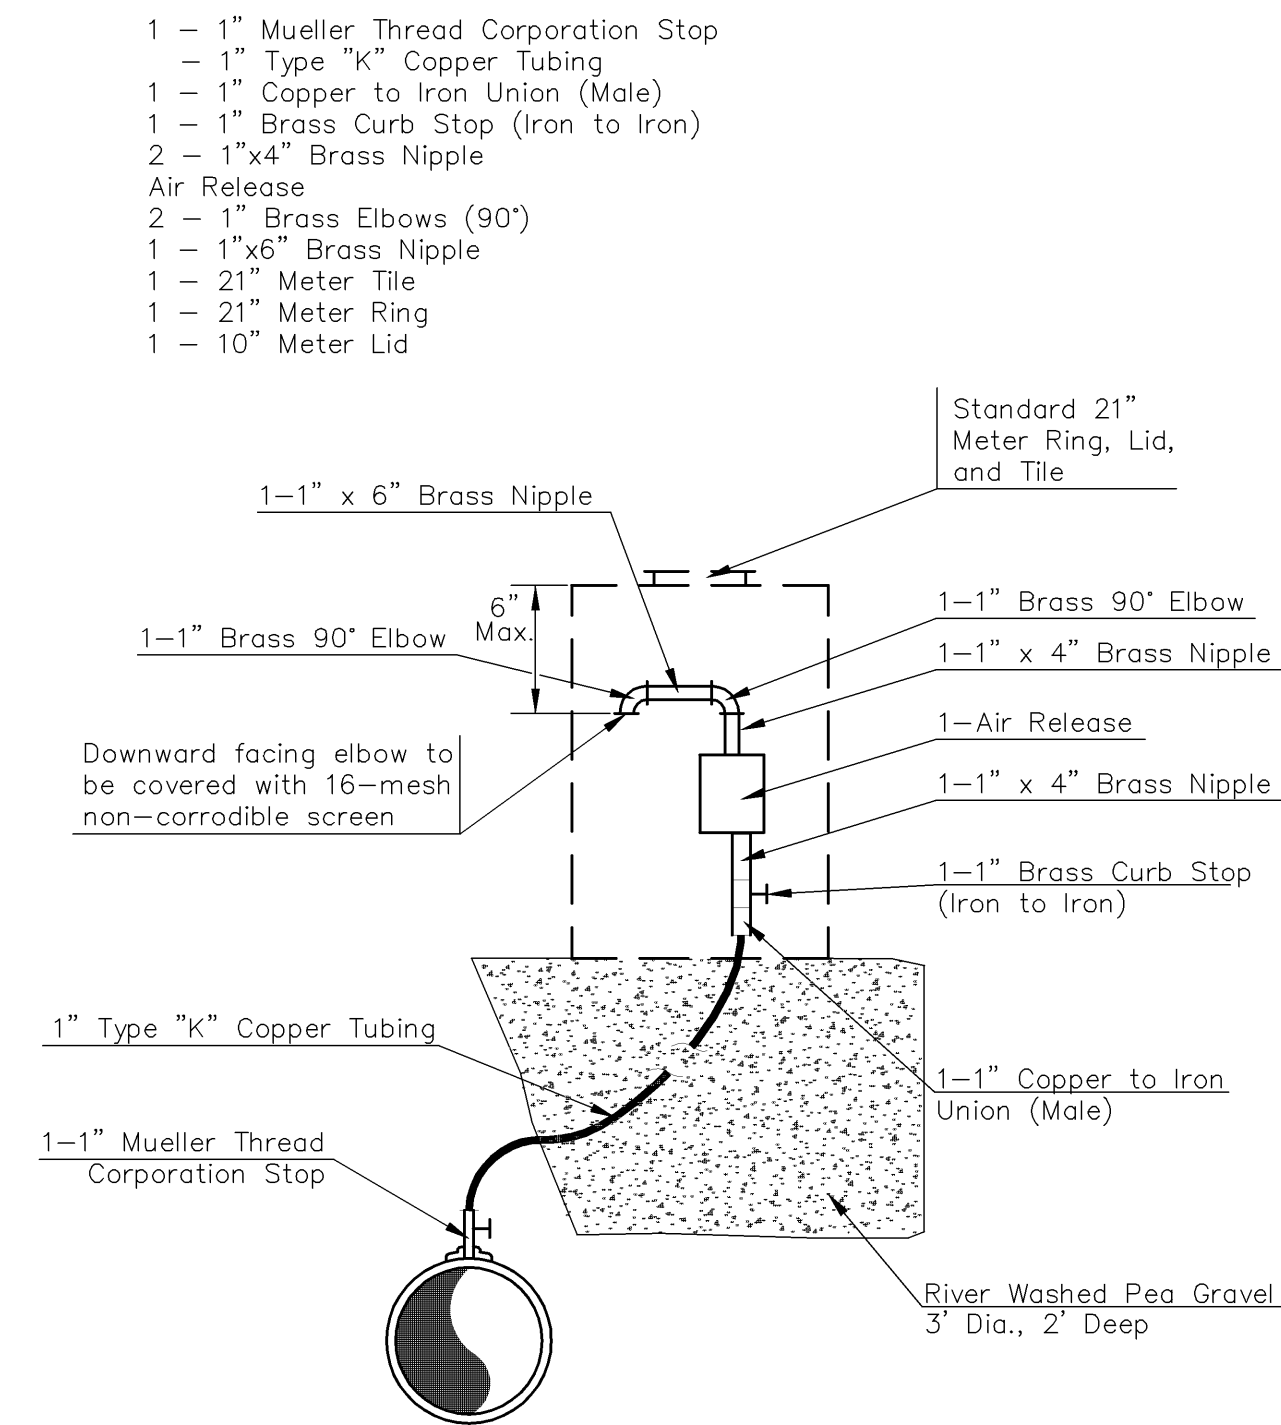 1 - 1” Mueller Thread Corporation Stop
- 1” Type ”K” Copper Tubing
1 - 1” Copper to Iron Union (Male)
1 - 1” Brass Curb Stop (Iron to Iron)
2 - 1”x4” Brass Nipple
Air Release
2 - 1” Brass Elbows (90°)
1 - 1”x6” Brass Nipple
1 - 21” Meter Tile
1 - 21” Meter Ring
1 - 10” Meter Lid
Standard 21”
Meter Ring, Lid,
and Tile
1-1” x 6” Brass Nipple
6”
Max.
1-1” Brass 90° Elbow
1-1” Brass 90° Elbow
1-1” x 4” Brass Nipple
1-Air Release
Downward facing elbow to
be covered with 16-mesh
non-corrodible screen
1-1” x 4” Brass Nipple
1-1” Brass Curb Stop
(Iron to Iron)
1” Type ”K” Copper Tubing
1-1” Copper to Iron
Union (Male)
1-1” Mueller Thread
Corporation Stop
River Washed Pea Gravel
3’ Dia., 2’ Deep